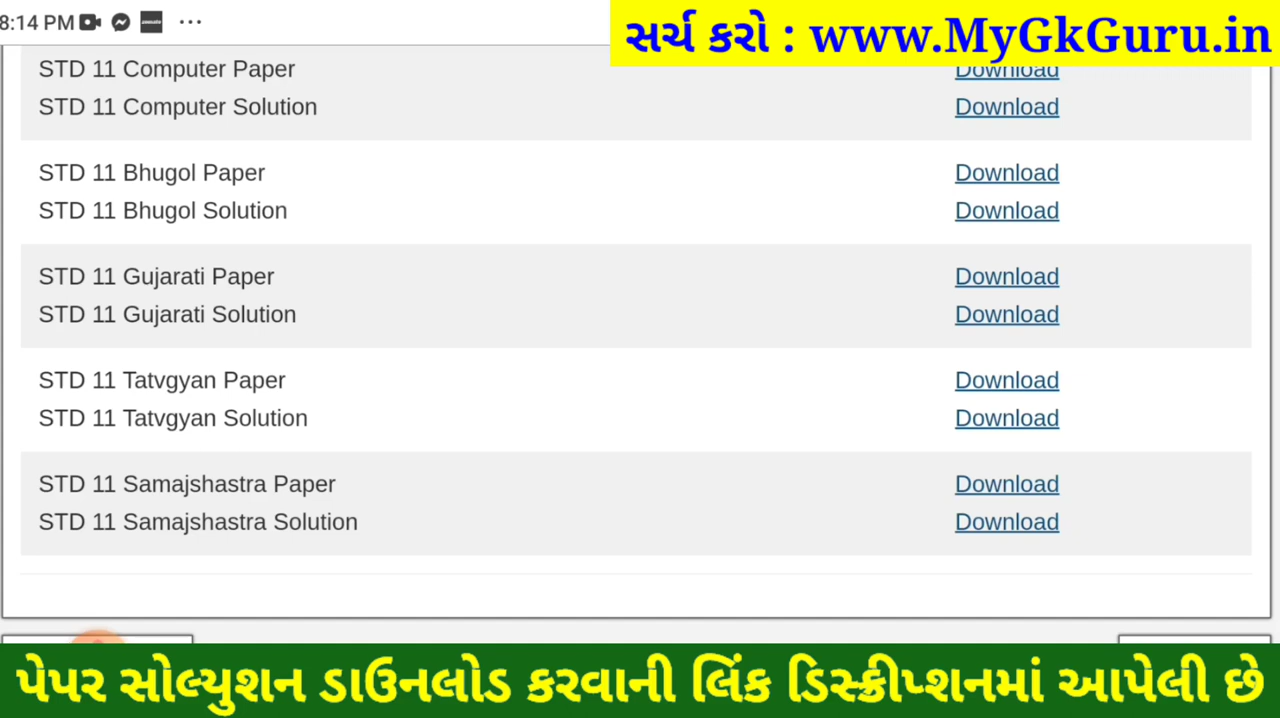 8:14 PM
સર્ચ કરો : www.MyGkGuru.in
STD 11 Computer Paper Download
STD 11 Computer Solution Download
STD 11 Bhugol Paper Download
STD 11 Bhugol Solution Download
STD 11 Gujarati Paper Download
STD 11 Gujarati Solution Download
STD 11 Tatvgyan Paper Download
STD 11 Tatvgyan Solution Download
STD 11 Samajshastra Paper Download
STD 11 Samajshastra Solution Download
પેપર સોલ્યુશન ડાઉનલોડ કરવાની લિંક ડિસ્ક્રીપ્શનમાં આપેલી છે